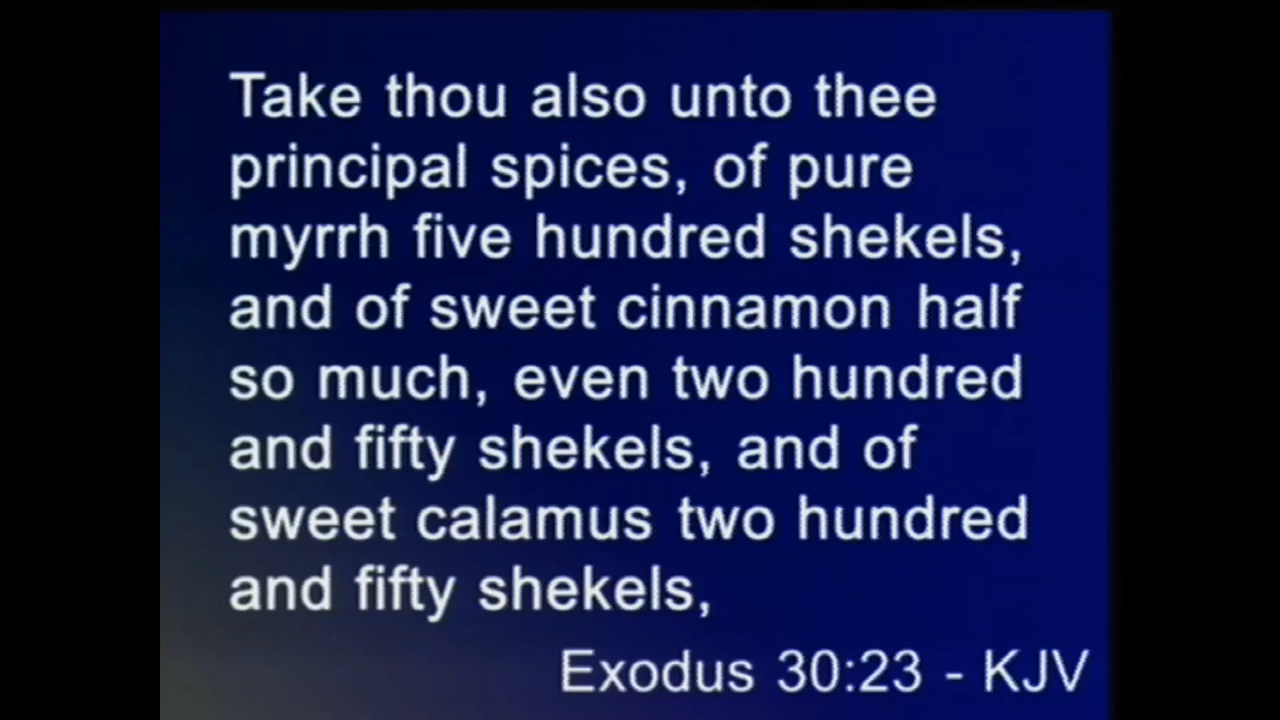 Take thou also unto thee
principal spices, of pure
myrrh five hundred shekels,
and of sweet cinnamon half
so much, even two hundred
and fifty shekels, and of
sweet calamus two hundred
and fifty shekels,
Exodus 30:23 - KJV